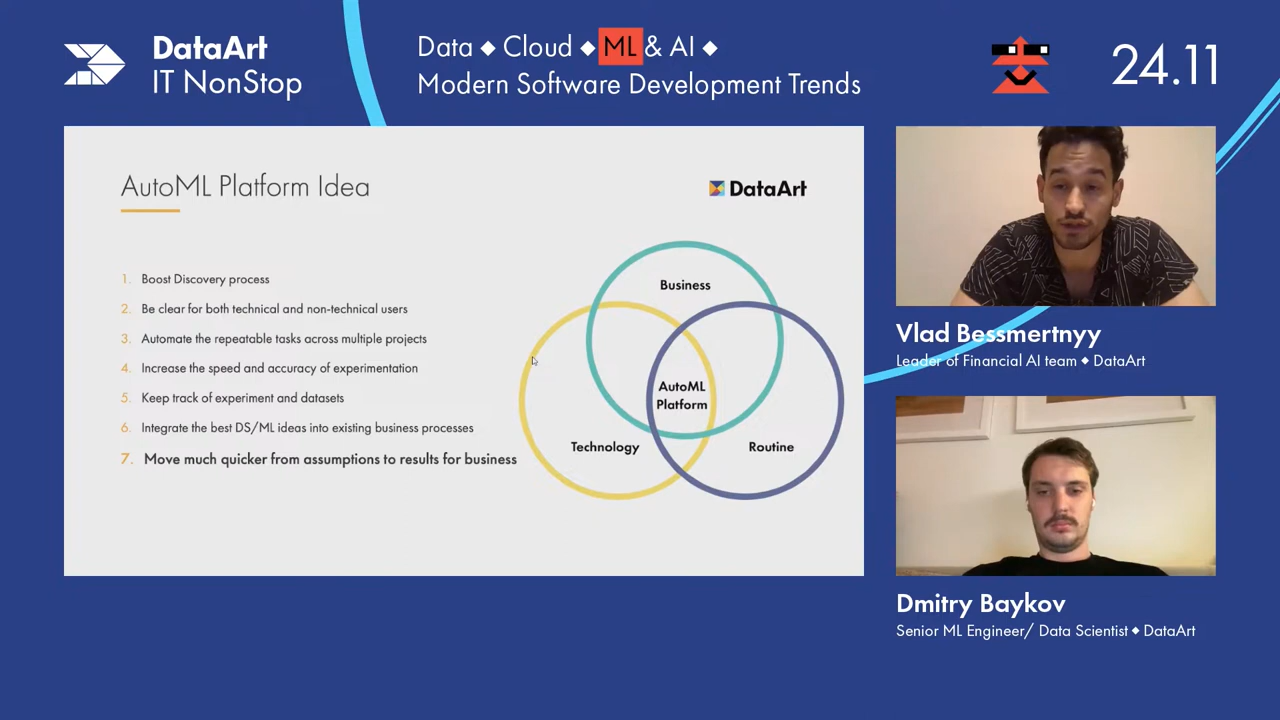 DataArt
IT NonStop
Data ◆ Cloud ◆ ML & AI ◆
Modern Software Development Trends
24.11
AutoML Platform Idea
DataArt
1. Boost Discovery process
2. Be clear for both technical and non-technical users
3. Automate the repeatable tasks across multiple projects
4. Increase the speed and accuracy of experimentation
5. Keep track of experiment and datasets
6. Integrate the best DS/ML ideas into existing business processes
7. Move much quicker from assumptions to results for business
Business
AutoML
Platform
Technology
Routine
Vlad Bessmertnyy
Leader of Financial AI team ◆ DataArt
Dmitry Baykov
Senior ML Engineer/ Data Scientist ◆ DataArt